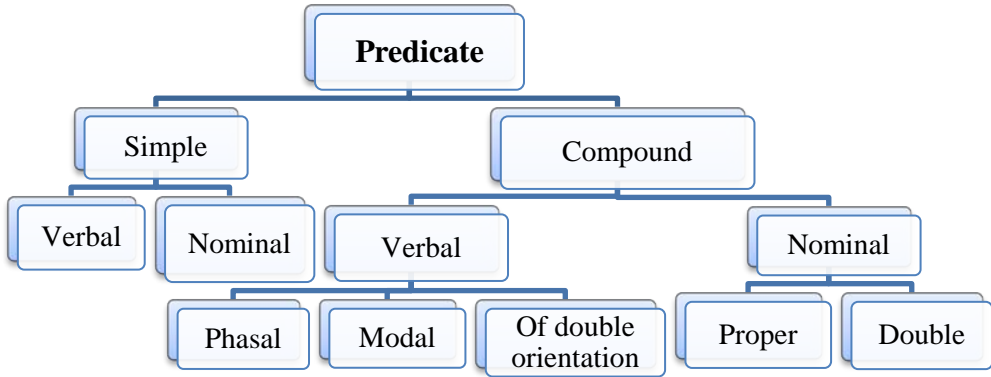 Predicate
Simple
Compound
Verbal
Nominal
Verbal
Nominal
Phasal
Modal
Of double
orientation
Proper
Double